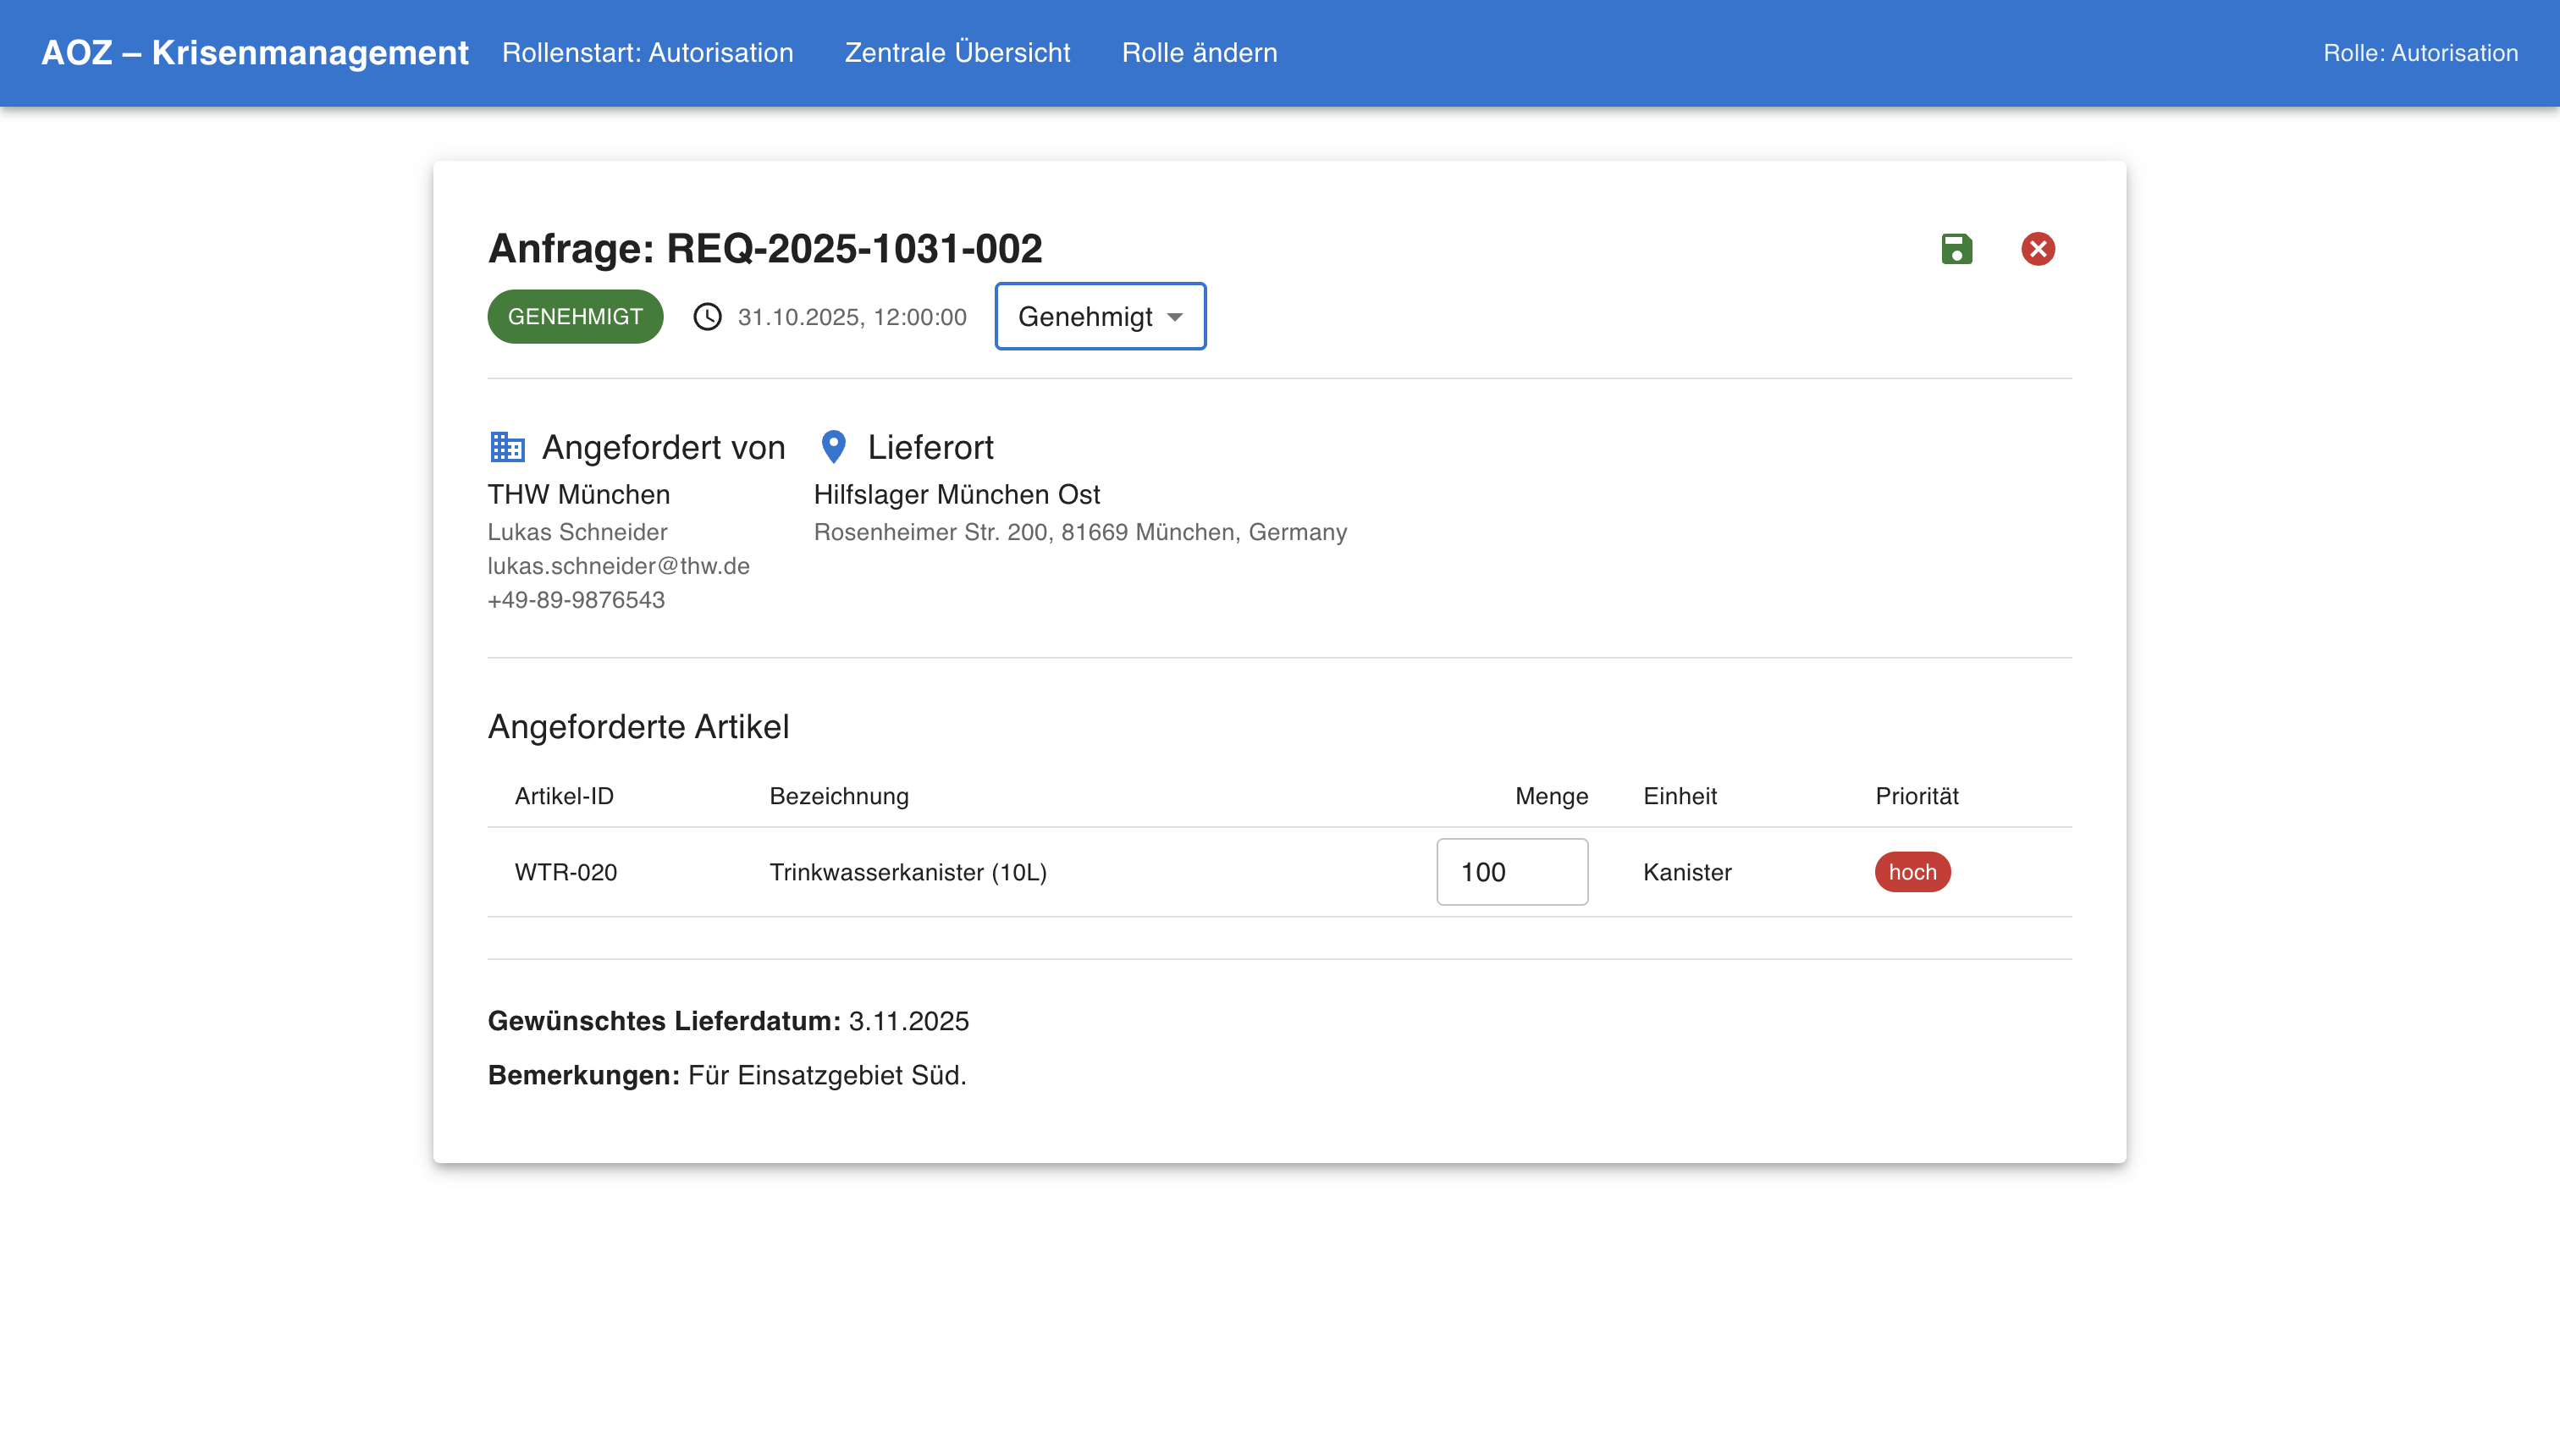 AOZ – Krisenmanagement Rollenstart: Autorisation Zentrale Übersicht Rolle ändern Rolle: Autorisation
Anfrage: REQ-2025-1031-002
GENEHMIGT 31.10.2025, 12:00:00 Genehmigt
Angefordert von
THW München
Lukas Schneider
lukas.schneider@thw.de
+49-89-9876543
Lieferort
Hilfslager München Ost
Rosenheimer Str. 200, 81669 München, Germany
Angeforderte Artikel
Artikel-ID Bezeichnung Menge Einheit Priorität
WTR-020 Trinkwasserkanister (10L) 100 Kanister hoch
Gewünschtes Lieferdatum: 3.11.2025
Bemerkungen: Für Einsatzgebiet Süd.